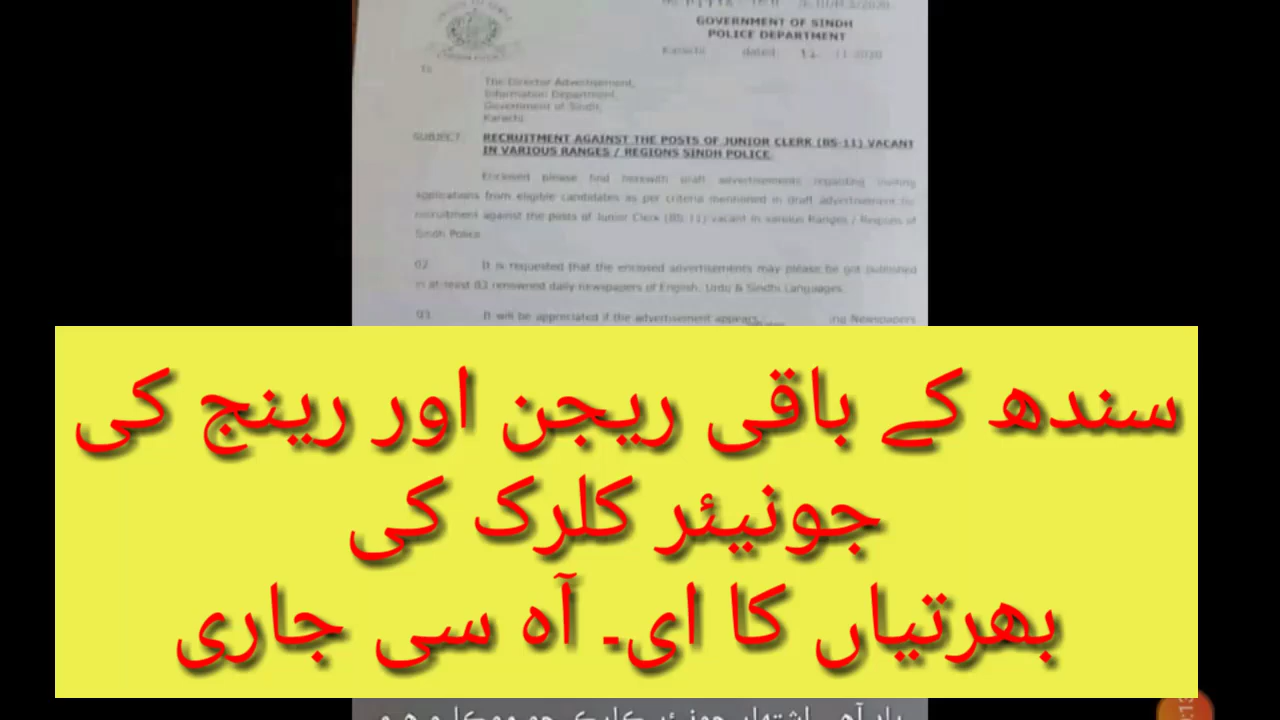 GOVERNMENT OF SINDH
POLICE DEPARTMENT
Karachi dated 11-2020
To
The Director Advertisement,
Information Department,
Government of Sindh,
Karachi
SUBJECT: RECRUITMENT AGAINST THE POSTS OF JUNIOR CLERK (BS-11) VACANT
IN VARIOUS RANGES / REGIONS SINDH POLICE.
Enclosed please find herewith draft advertisements regarding inviting
applications from eligible candidates as per criteria mentioned in draft advertisement for
recruitment against the posts of Junior Clerk (BS-11) vacant in various Ranges / Regions of
Sindh Police.
02. It is requested that the enclosed advertisements may please be got published
in at least 03 renowned daily newspapers of English, Urdu & Sindhi Languages.
03. It will be appreciated if the advertisement appears ng Newspapers
سندھ کے باقی ریجن اور رینج کی
جونیئر کلرک کی
بھرتیاں کا ای۔ آہ سی جاری